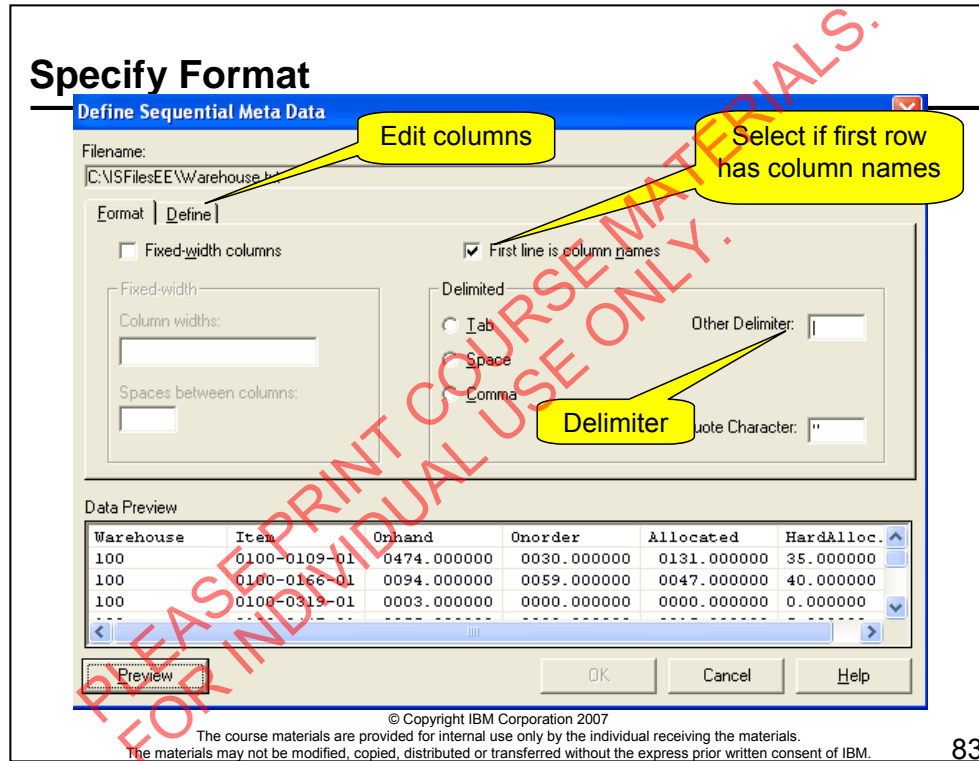 Specify Format
Define Sequential Meta Data
Edit columns
Select if first row
has column names
Filename:
C:\ISFilesEE\Warehouse.txt
Format
Define
Fixed-width columns
First line is column names
Fixed-width
Column widths:
Spaces between columns:
Delimited
Tab
Space
Comma
Other Delimiter: |
Delimiter
uote Character: "
Data Preview
Warehouse Item Onhand Onorder Allocated HardAlloc.
100 0100-0109-01 0474.000000 0030.000000 0131.000000 35.000000
100 0100-0166-01 0094.000000 0059.000000 0047.000000 40.000000
100 0100-0319-01 0003.000000 0000.000000 0000.000000 0.000000
Preview
OK
Cancel
Help
PLEASE PRINT COURSE MATERIALS.
FOR INDIVIDUAL USE ONLY.
© Copyright IBM Corporation 2007
The course materials are provided for internal use only by the individual receiving the materials.
The materials may not be modified, copied, distributed or transferred without the express prior written consent of IBM.
83